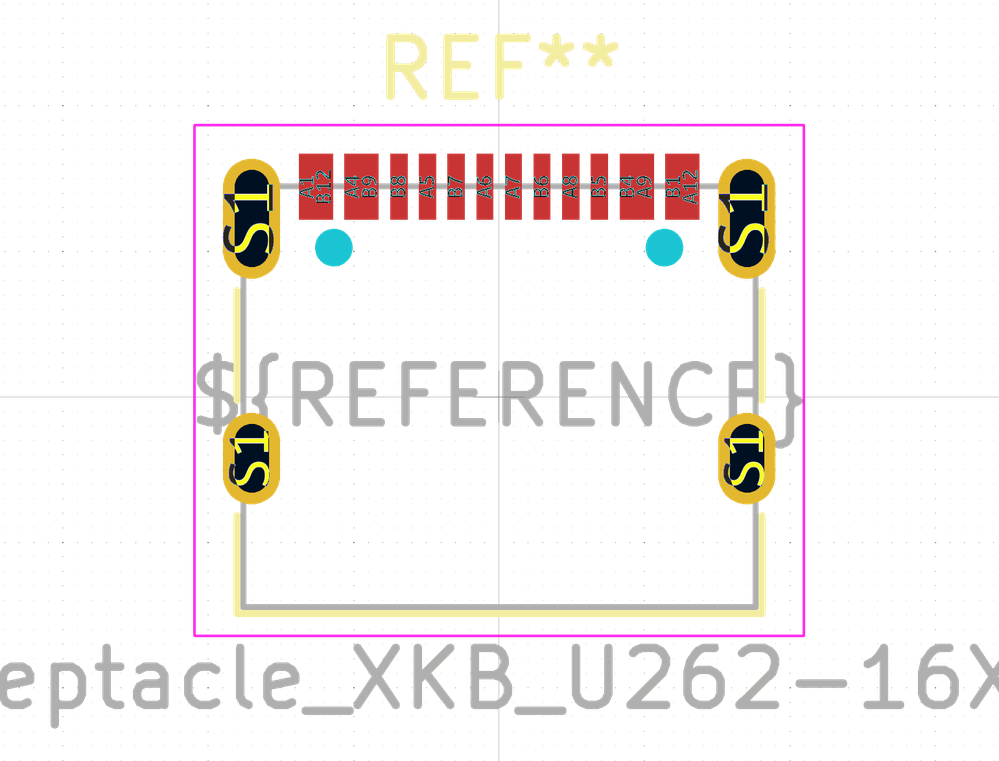 REF**
A1 B12 A4 B9 B8 A5 B7 A6 A7 B6 A8 B5 B4 A9 B1 A12
S1 S1
${REFERENCE}
S1 S1
eptacle_XKB_U262-16X